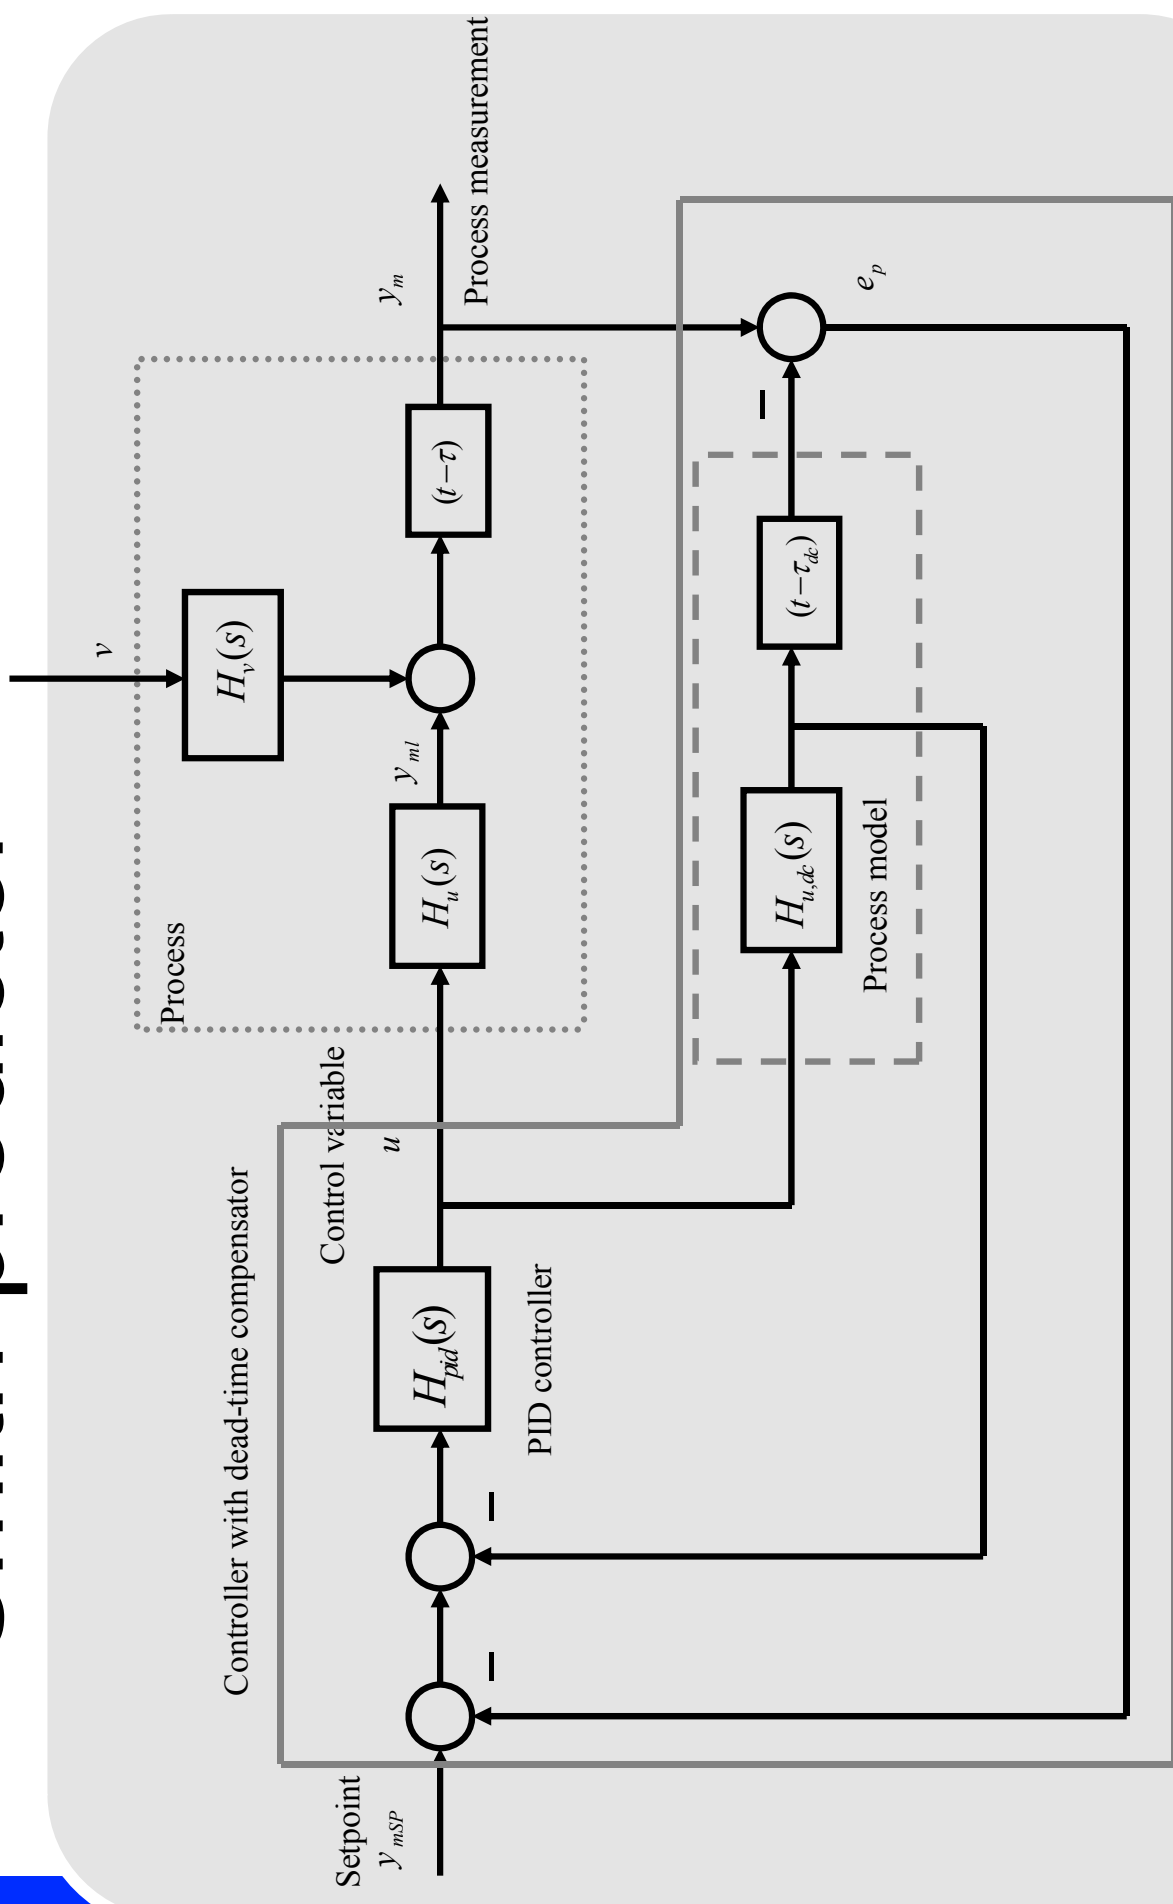 v
Process
H_v(s)
Controller with dead-time compensator
Control variable
Setpoint
y_mSP
u
y_ml
y_m
H_pid(s)
H_u(s)
(t−τ)
Process measurement
−
−
PID controller
−
H_u,dc(s)
(t−τ_dc)
e_p
Process model